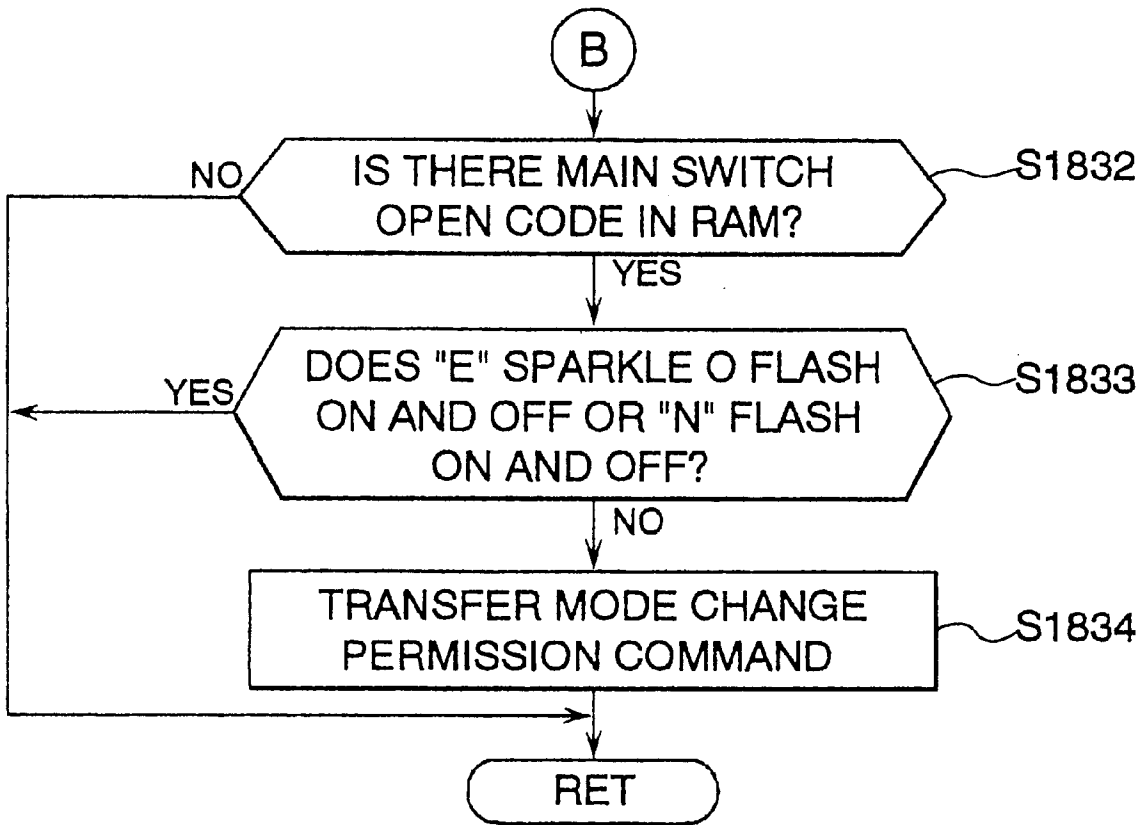 B
IS THERE MAIN SWITCH
OPEN CODE IN RAM?
S1832
NO
YES
DOES "E" SPARKLE O FLASH
ON AND OFF OR "N" FLASH
ON AND OFF?
S1833
YES
NO
TRANSFER MODE CHANGE
PERMISSION COMMAND
S1834
RET